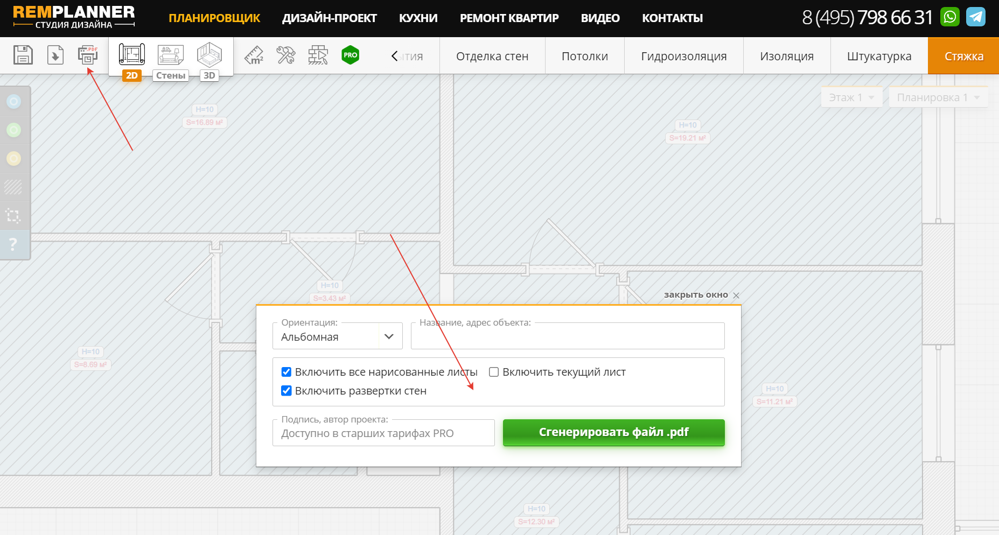 REMPLANNER
СТУДИЯ ДИЗАЙНА
ПЛАНИРОВЩИК
ДИЗАЙН-ПРОЕКТ
КУХНИ
РЕМОНТ КВАРТИР
ВИДЕО
КОНТАКТЫ
8 (495) 798 66 31
.PDF
2D
Стены
3D
m²
PRO
ытия
Отделка стен
Потолки
Гидроизоляция
Изоляция
Штукатурка
Стяжка
Этаж 1
Планировка 1
H=10
S=16.89 м²
H=10
S=19.21 м²
?
H=10
S=3.43 м²
закрыть окно
Ориентация:
Альбомная
Название, адрес объекта:
Включить все нарисованные листы
Включить текущий лист
Включить развертки стен
Подпись, автор проекта:
Доступно в старших тарифах PRO
Сгенерировать файл .pdf
H=10
S=8.69 м²
H=10
S=11.21 м²
H=10
S=12.30 м²